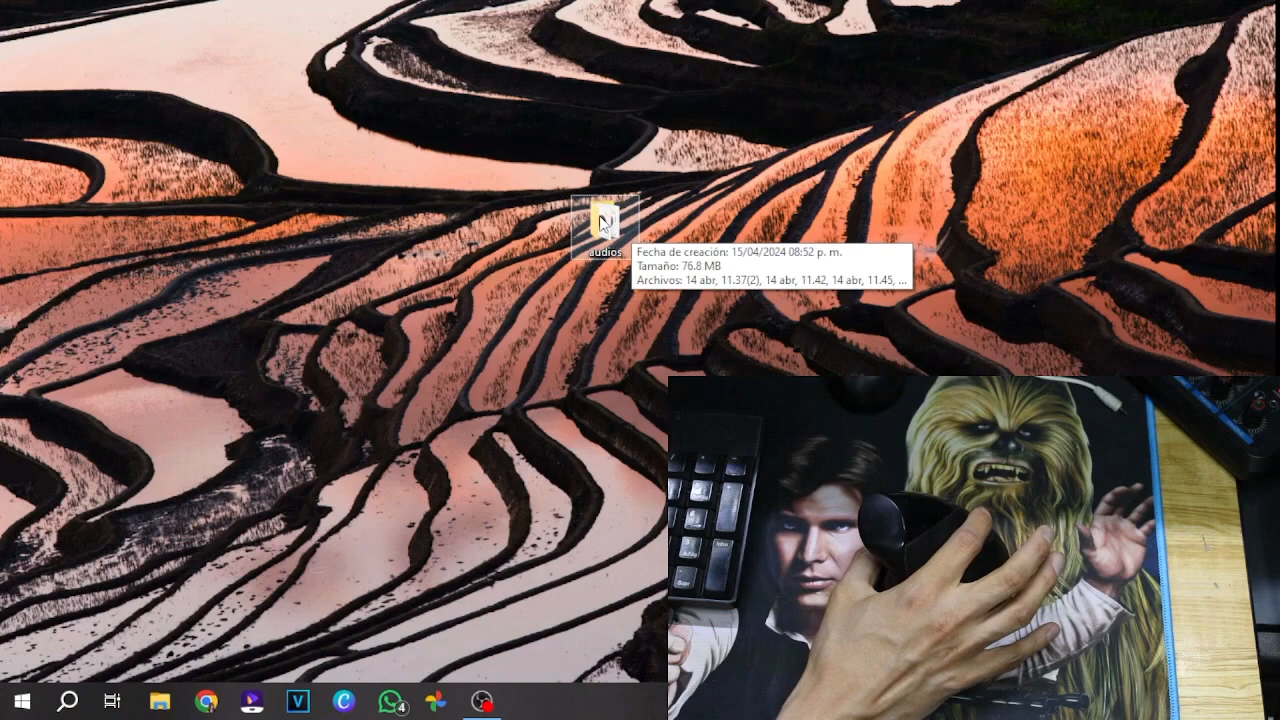 audios
Fecha de creación: 15/04/2024 08:52 p. m.
Tamaño: 76.8 MB
Archivos: 14 abr, 11.37(2), 14 abr, 11.42, 14 abr, 11.45, ...
4